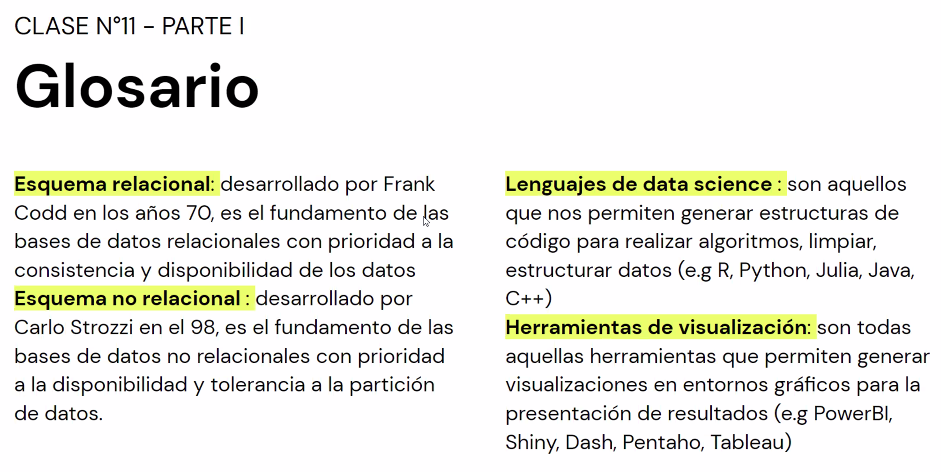 CLASE N°11 – PARTE I
Glosario
Esquema relacional: desarrollado por Frank
Codd en los años 70, es el fundamento de las
bases de datos relacionales con prioridad a la
consistencia y disponibilidad de los datos
Esquema no relacional : desarrollado por
Carlo Strozzi en el 98, es el fundamento de las
bases de datos no relacionales con prioridad
a la disponibilidad y tolerancia a la partición
de datos.
Lenguajes de data science : son aquellos
que nos permiten generar estructuras de
código para realizar algoritmos, limpiar,
estructurar datos (e.g R, Python, Julia, Java,
C++)
Herramientas de visualización: son todas
aquellas herramientas que permiten generar
visualizaciones en entornos gráficos para la
presentación de resultados (e.g PowerBI,
Shiny, Dash, Pentaho, Tableau)